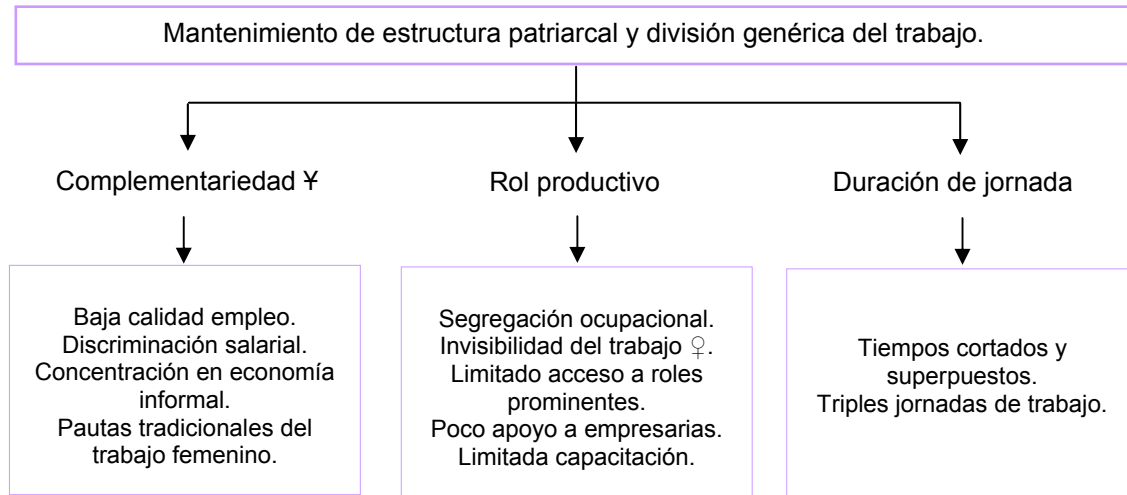 Mantenimiento de estructura patriarcal y división genérica del trabajo.
Complementariedad ¥
Rol productivo
Duración de jornada
Baja calidad empleo.
Discriminación salarial.
Concentración en economía
informal.
Pautas tradicionales del
trabajo femenino.
Segregación ocupacional.
Invisibilidad del trabajo ♀.
Limitado acceso a roles
prominentes.
Poco apoyo a empresarias.
Limitada capacitación.
Tiempos cortados y
superpuestos.
Triples jornadas de trabajo.